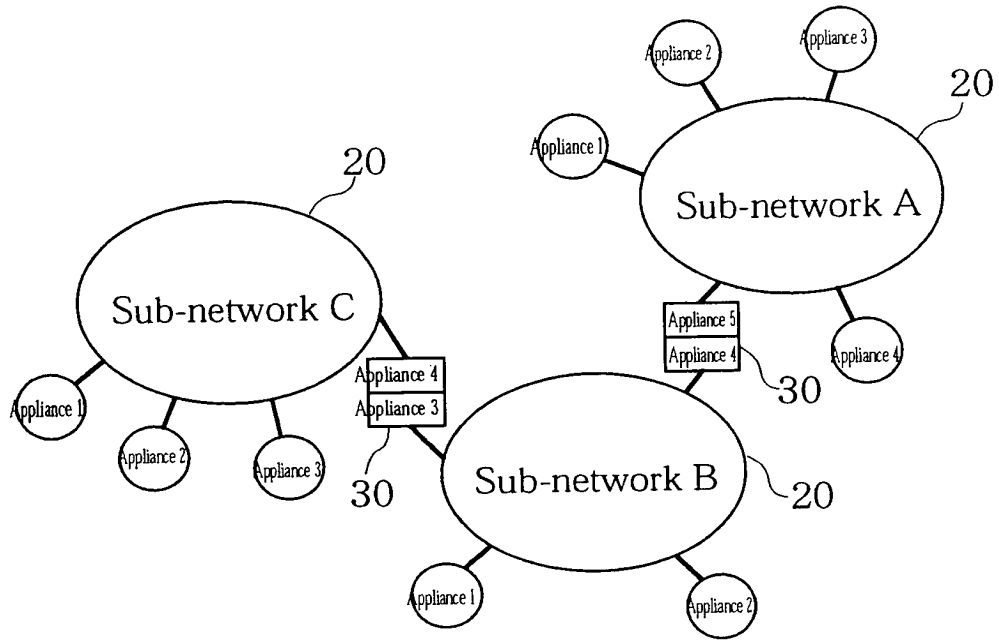 Appliance 3
Appliance 2
20
Appliance 1
20
Sub-network A
Sub-network C
Appliance 5
Appliance 4
Appliance 4
30
Appliance 4
Appliance 3
Appliance 1
Appliance 2
Appliance 3
30
Sub-network B
20
Appliance 1
Appliance 2